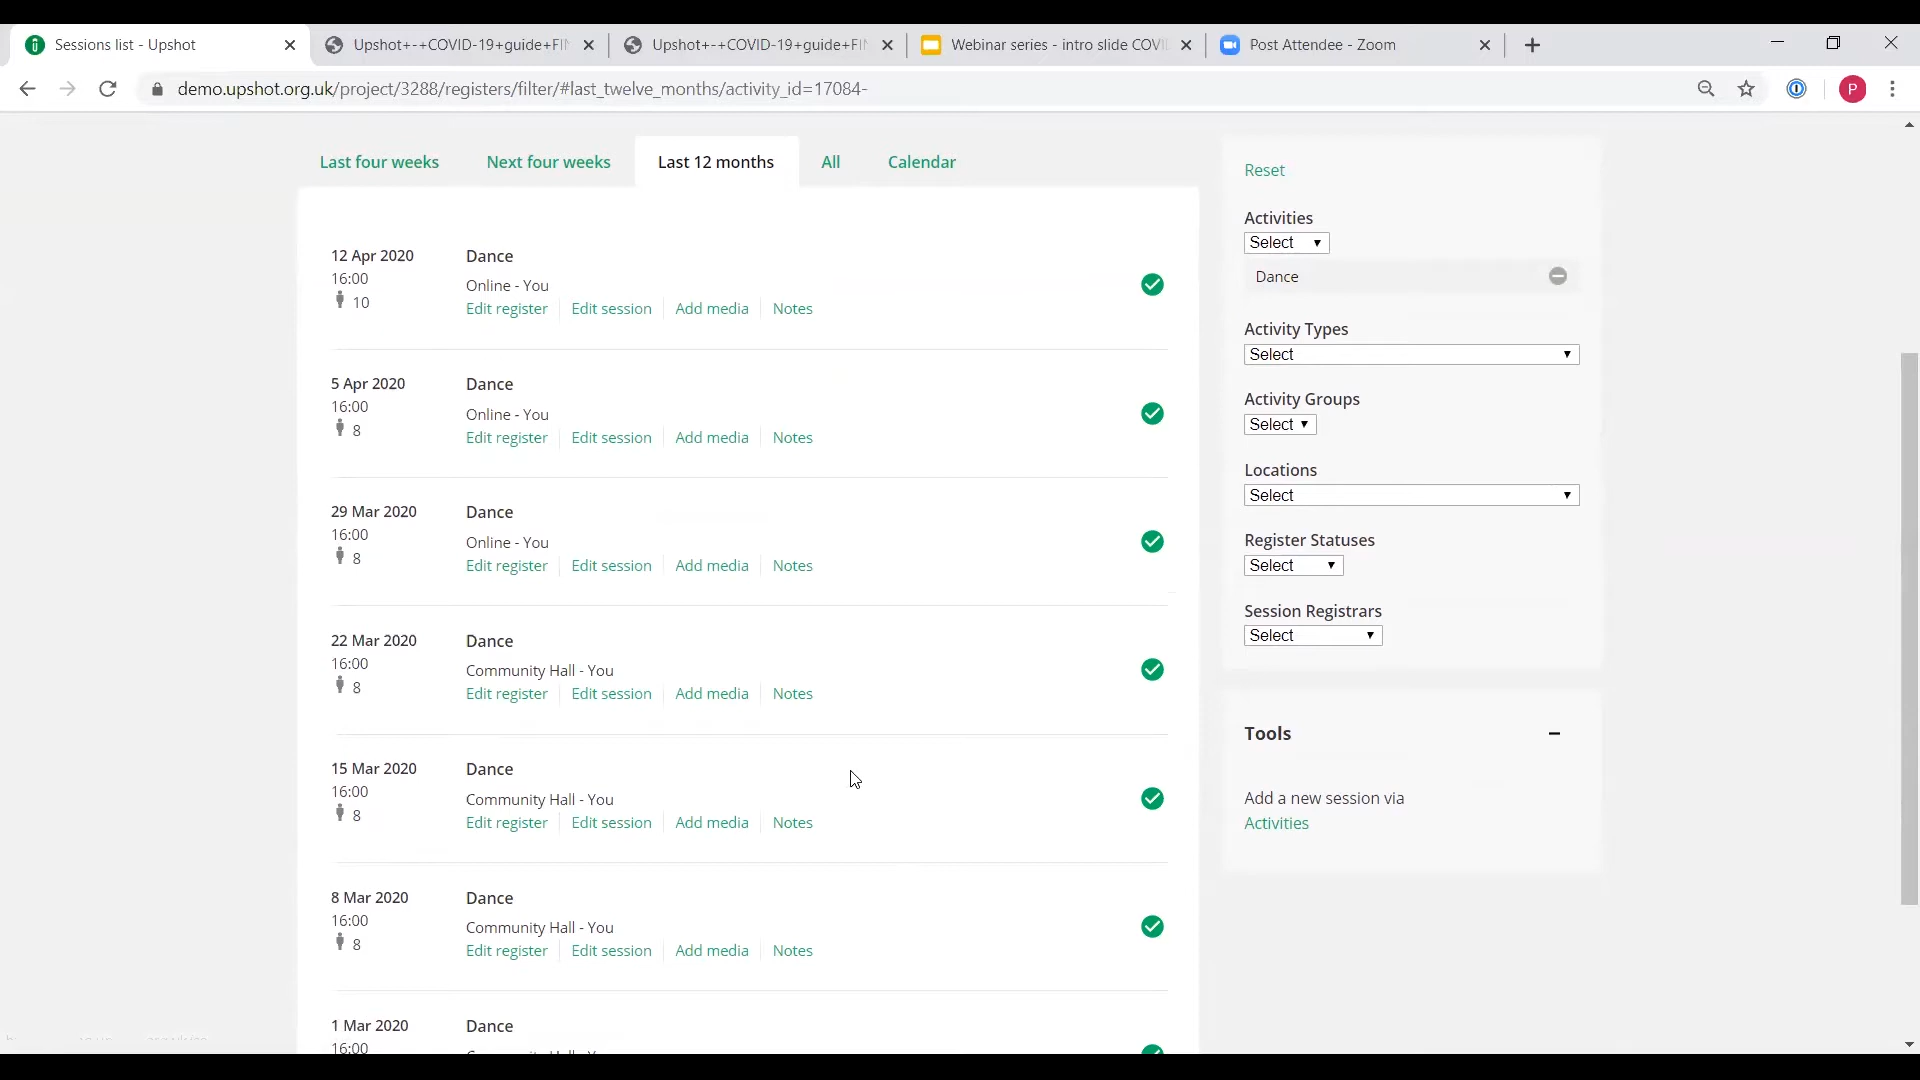 Sessions list - Upshot
Upshot+-+COVID-19+guide+FIN
Upshot+-+COVID-19+guide+FIN
Webinar series - intro slide COVI
Post Attendee - Zoom
demo.upshot.org.uk/project/3288/registers/filter/#last_twelve_months/activity_id=17084-
P
Last four weeks
Next four weeks
Last 12 months
All
Calendar
12 Apr 2020
Dance
16:00
Online - You
10
Edit register
Edit session
Add media
Notes
5 Apr 2020
Dance
16:00
Online - You
8
Edit register
Edit session
Add media
Notes
29 Mar 2020
Dance
16:00
Online - You
8
Edit register
Edit session
Add media
Notes
22 Mar 2020
Dance
16:00
Community Hall - You
8
Edit register
Edit session
Add media
Notes
15 Mar 2020
Dance
16:00
Community Hall - You
8
Edit register
Edit session
Add media
Notes
8 Mar 2020
Dance
16:00
Community Hall - You
8
Edit register
Edit session
Add media
Notes
1 Mar 2020
Dance
16:00
Reset
Activities
Select
Dance
Activity Types
Select
Activity Groups
Select
Locations
Select
Register Statuses
Select
Session Registrars
Select
Tools
Add a new session via
Activities